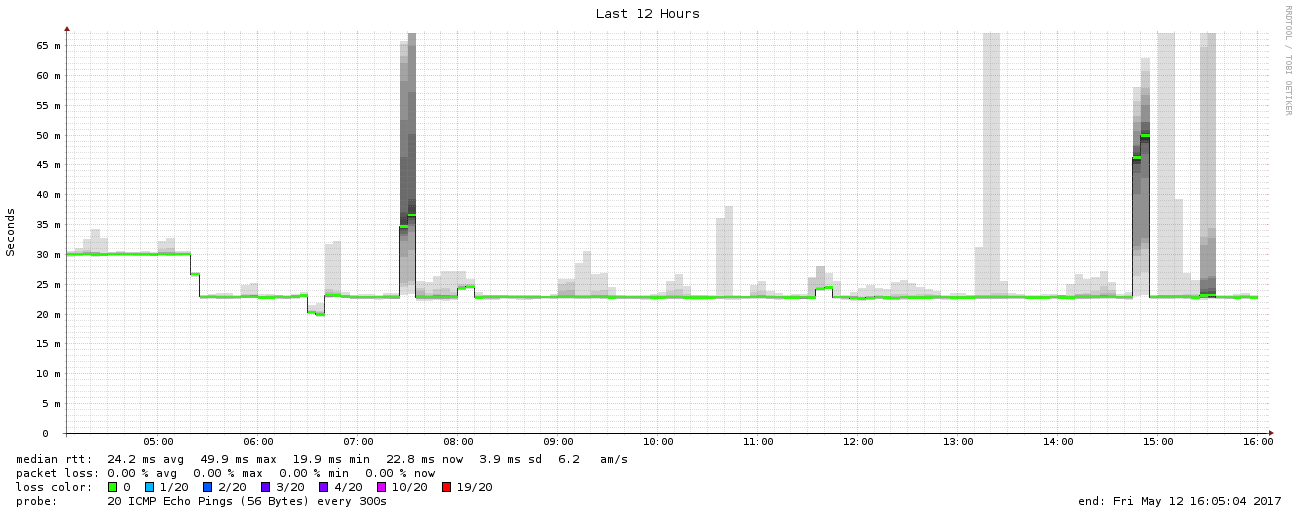 Last 12 Hours
RRDTOOL / TOBI OETIKER
Seconds
65 m
60 m
55 m
50 m
45 m
40 m
35 m
30 m
25 m
20 m
15 m
10 m
5 m
0
05:00 06:00 07:00 08:00 09:00 10:00 11:00 12:00 13:00 14:00 15:00 16:00
median rtt: 24.2 ms avg 49.9 ms max 19.9 ms min 22.8 ms now 3.9 ms sd 6.2 am/s
packet loss: 0.00 % avg 0.00 % max 0.00 % min 0.00 % now
loss color: 0 1/20 2/20 3/20 4/20 10/20 19/20
probe: 20 ICMP Echo Pings (56 Bytes) every 300s end: Fri May 12 16:05:04 2017